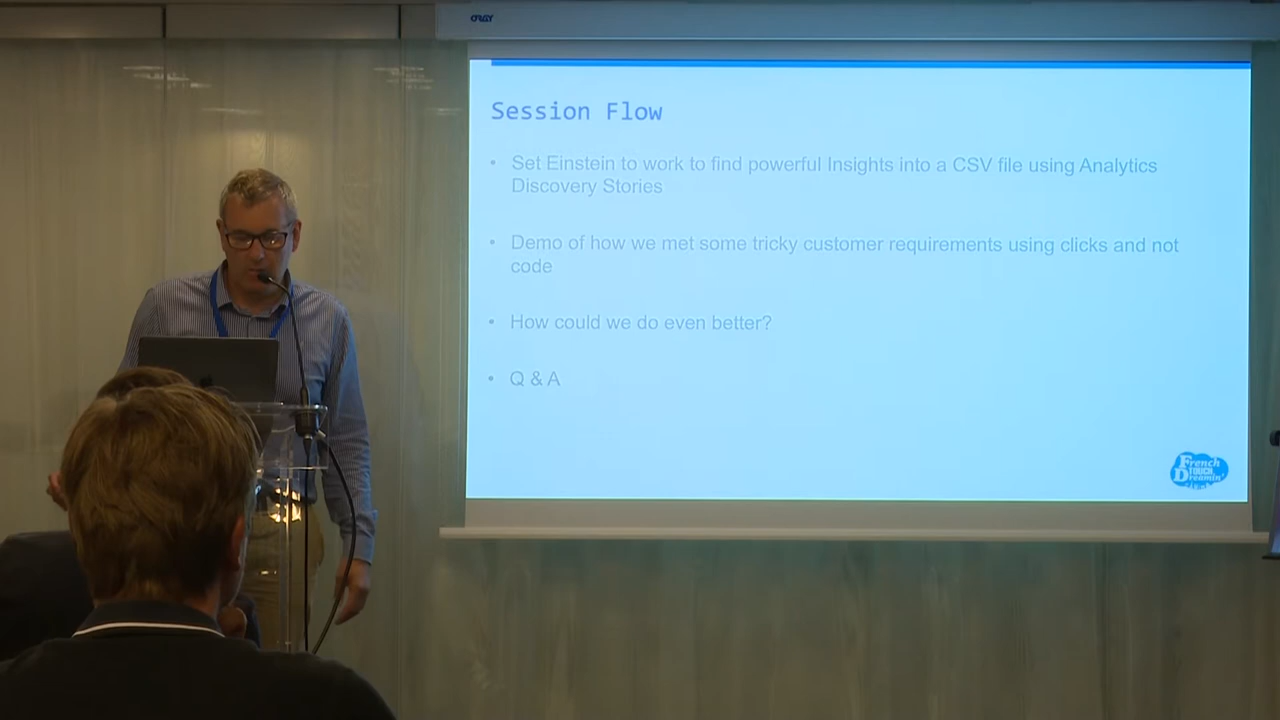 ORAY
Session Flow
• Set Einstein to work to find powerful Insights into a CSV file using Analytics
Discovery Stories
• Demo of how we met some tricky customer requirements using clicks and not
code
• How could we do even better?
• Q & A
French
TOUCH
Dreamin'